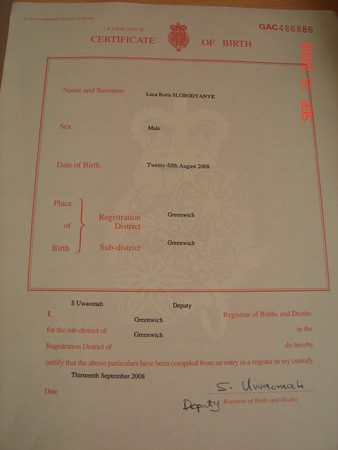 GAC 486886
CERTIFICATE OF BIRTH
Name and Surname Luca Boris SLOBODYANYK
Sex Male
Date of Birth Twenty-fifth August 2008
Place of Birth
Registration District Greenwich
Sub-district Greenwich
S Uwaomah Deputy
I, Registrar of Births and Deaths
Greenwich
for the sub-district of in the
Greenwich
Registration District of do hereby
certify that the above particulars have been compiled from an entry in a register in my custody.
Thirteenth September 2008
Date S. Uwaomah
Deputy Registrar of Births and Deaths